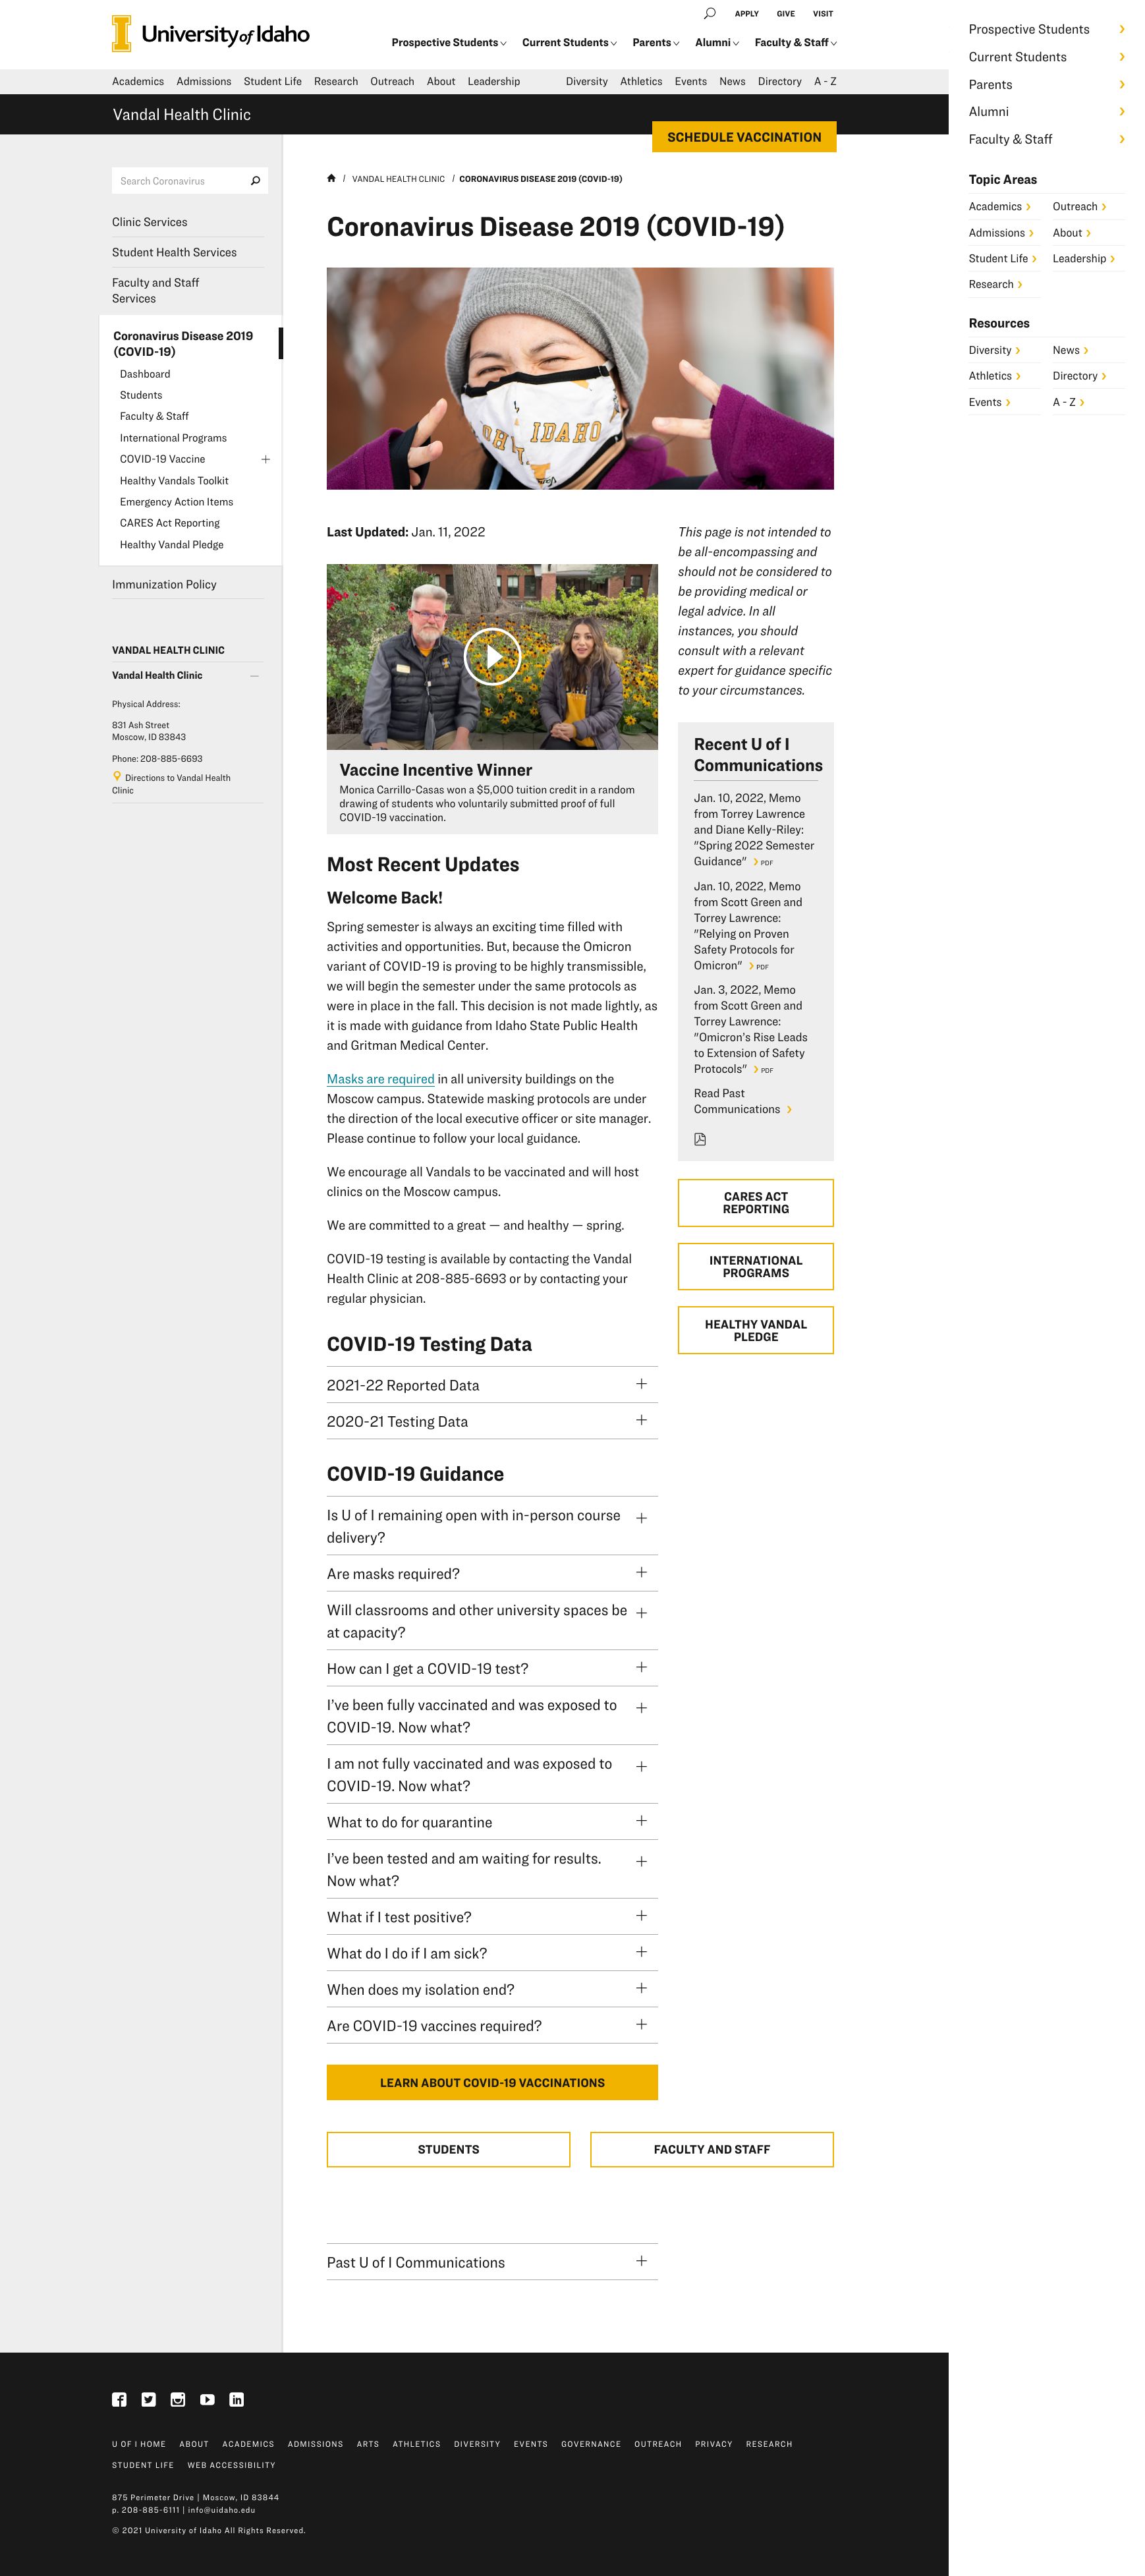 University of Idaho
APPLY GIVE VISIT
Prospective Students Current Students Parents Alumni Faculty & Staff
Academics Admissions Student Life Research Outreach About Leadership Diversity Athletics Events News Directory A - Z
Vandal Health Clinic
SCHEDULE VACCINATION
Prospective Students
Current Students
Parents
Alumni
Faculty & Staff
Topic Areas
Academics Outreach
Admissions About
Student Life Leadership
Research
Resources
Diversity News
Athletics Directory
Events A - Z
Search Coronavirus
Clinic Services
Student Health Services
Faculty and Staff
Services
Coronavirus Disease 2019
(COVID-19)
Dashboard
Students
Faculty & Staff
International Programs
COVID-19 Vaccine
Healthy Vandals Toolkit
Emergency Action Items
CARES Act Reporting
Healthy Vandal Pledge
Immunization Policy
VANDAL HEALTH CLINIC
Vandal Health Clinic
Physical Address:
831 Ash Street
Moscow, ID 83843
Phone: 208-885-6693
Directions to Vandal Health
Clinic
/ VANDAL HEALTH CLINIC / CORONAVIRUS DISEASE 2019 (COVID-19)
Coronavirus Disease 2019 (COVID-19)
IDAHO
Last Updated: Jan. 11, 2022
Vaccine Incentive Winner
Monica Carrillo-Casas won a $5,000 tuition credit in a random
drawing of students who voluntarily submitted proof of full
COVID-19 vaccination.
Most Recent Updates
Welcome Back!
Spring semester is always an exciting time filled with
activities and opportunities. But, because the Omicron
variant of COVID-19 is proving to be highly transmissible,
we will begin the semester under the same protocols as
were in place in the fall. This decision is not made lightly, as
it is made with guidance from Idaho State Public Health
and Gritman Medical Center.
Masks are required in all university buildings on the
Moscow campus. Statewide masking protocols are under
the direction of the local executive officer or site manager.
Please continue to follow your local guidance.
We encourage all Vandals to be vaccinated and will host
clinics on the Moscow campus.
We are committed to a great — and healthy — spring.
COVID-19 testing is available by contacting the Vandal
Health Clinic at 208-885-6693 or by contacting your
regular physician.
COVID-19 Testing Data
2021-22 Reported Data
2020-21 Testing Data
COVID-19 Guidance
Is U of I remaining open with in-person course
delivery?
Are masks required?
Will classrooms and other university spaces be
at capacity?
How can I get a COVID-19 test?
I've been fully vaccinated and was exposed to
COVID-19. Now what?
I am not fully vaccinated and was exposed to
COVID-19. Now what?
What to do for quarantine
I've been tested and am waiting for results.
Now what?
What if I test positive?
What do I do if I am sick?
When does my isolation end?
Are COVID-19 vaccines required?
LEARN ABOUT COVID-19 VACCINATIONS
This page is not intended to
be all-encompassing and
should not be considered to
be providing medical or
legal advice. In all
instances, you should
consult with a relevant
expert for guidance specific
to your circumstances.
Recent U of I
Communications
Jan. 10, 2022, Memo
from Torrey Lawrence
and Diane Kelly-Riley:
"Spring 2022 Semester
Guidance" PDF
Jan. 10, 2022, Memo
from Scott Green and
Torrey Lawrence:
"Relying on Proven
Safety Protocols for
Omicron" PDF
Jan. 3, 2022, Memo
from Scott Green and
Torrey Lawrence:
"Omicron's Rise Leads
to Extension of Safety
Protocols" PDF
Read Past
Communications
CARES ACT
REPORTING
INTERNATIONAL
PROGRAMS
HEALTHY VANDAL
PLEDGE
STUDENTS FACULTY AND STAFF
Past U of I Communications
U OF I HOME ABOUT ACADEMICS ADMISSIONS ARTS ATHLETICS DIVERSITY EVENTS GOVERNANCE OUTREACH PRIVACY RESEARCH
STUDENT LIFE WEB ACCESSIBILITY
875 Perimeter Drive | Moscow, ID 83844
p. 208-885-6111 | info@uidaho.edu
© 2021 University of Idaho All Rights Reserved.